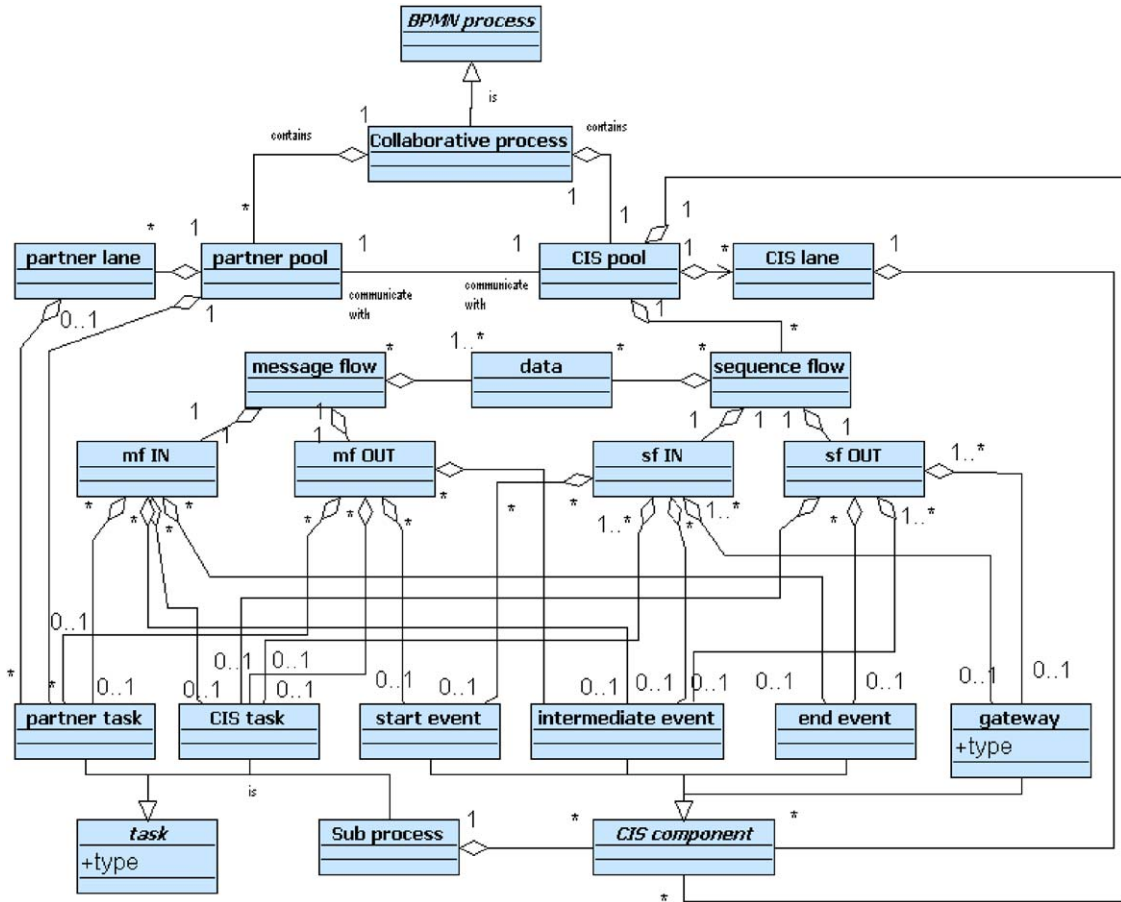 BPMN process
is
1
contains
contains
Collaborative process
1
*
1
1
*
1
1
1
1
*
1
partner lane
partner pool
CIS pool
CIS lane
communicate
with
communicate
with
0..1
1
1
*
*
1..*
*
*
message flow
data
sequence flow
1
1
1
1
1
1
1
1
mf IN
mf OUT
sf IN
sf OUT
1..*
*
*
*
*
*
*
*
*
*
*
1..*
*
1..*
*
*
1..*
0..1
0..1
0..1
*
*
0..1
0..1
0..1
0..1
0..1
0..1
0..1
0..1
0..1
0..1
0..1
partner task
CIS task
start event
intermediate event
end event
gateway
+type
is
1
*
*
task
+type
Sub process
CIS component
*